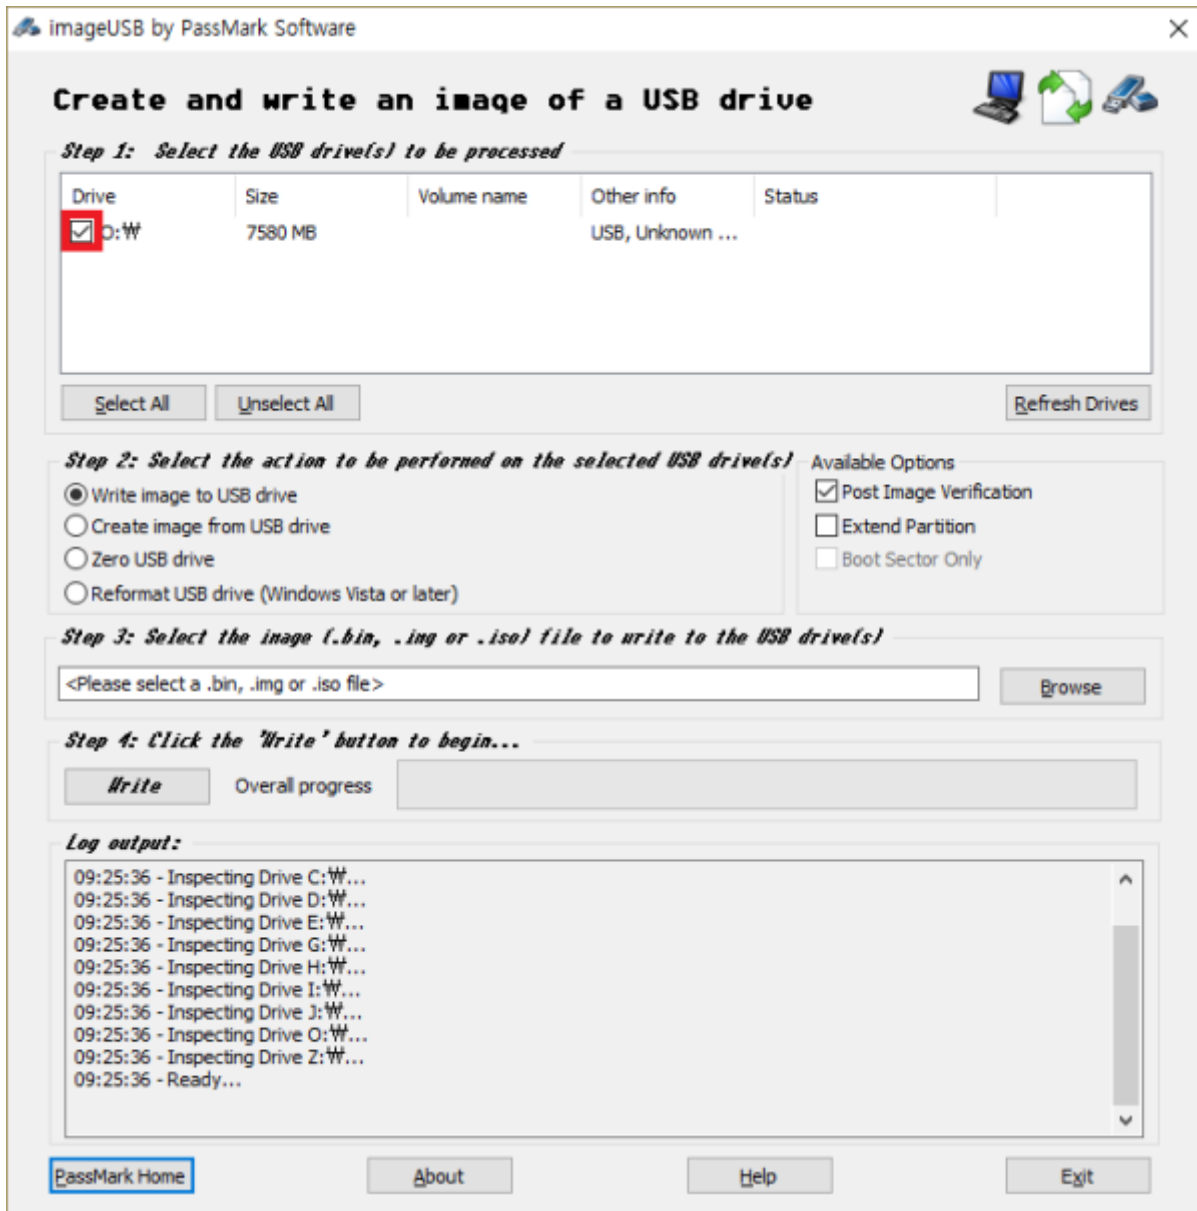 imageUSB by PassMark Software
Create and write an image of a USB drive
Step 1: Select the USB drive(s) to be processed
Drive Size Volume name Other info Status
O:₩ 7580 MB USB, Unknown ...
Select All Unselect All Refresh Drives
Step 2: Select the action to be performed on the selected USB drive(s) Available Options
Write image to USB drive Post Image Verification
Create image from USB drive Extend Partition
Zero USB drive Boot Sector Only
Reformat USB drive (Windows Vista or later)
Step 3: Select the image (.bin, .img or .iso) file to write to the USB drive(s)
<Please select a .bin, .img or .iso file> Browse
Step 4: Click the 'Write' button to begin...
Write Overall progress
Log output:
09:25:36 - Inspecting Drive C:₩...
09:25:36 - Inspecting Drive D:₩...
09:25:36 - Inspecting Drive E:₩...
09:25:36 - Inspecting Drive G:₩...
09:25:36 - Inspecting Drive H:₩...
09:25:36 - Inspecting Drive I:₩...
09:25:36 - Inspecting Drive J:₩...
09:25:36 - Inspecting Drive O:₩...
09:25:36 - Inspecting Drive Z:₩...
09:25:36 - Ready...
PassMark Home About Help Exit